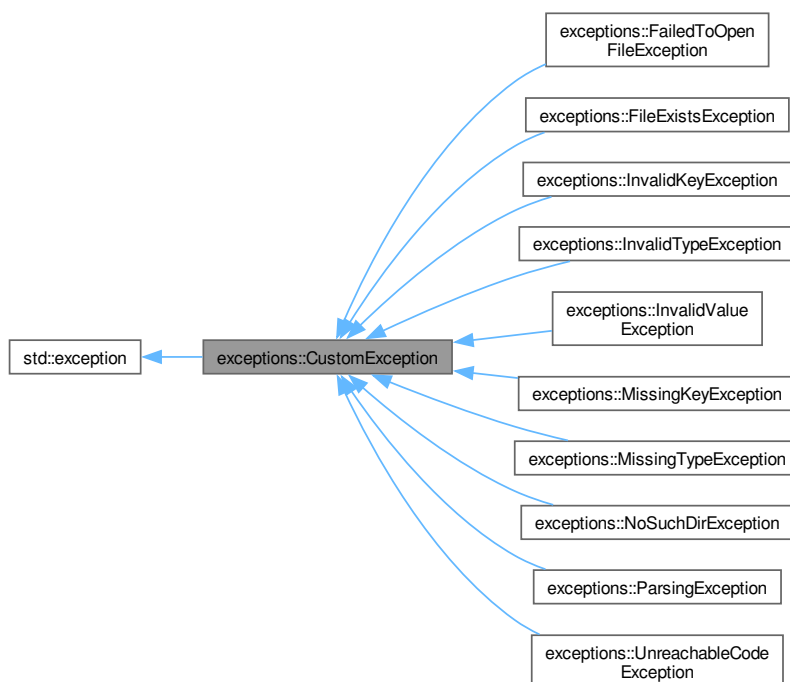 exceptions::FailedToOpen
FileException
exceptions::FileExistsException
exceptions::InvalidKeyException
exceptions::InvalidTypeException
exceptions::InvalidValue
Exception
std::exception
exceptions::CustomException
exceptions::MissingKeyException
exceptions::MissingTypeException
exceptions::NoSuchDirException
exceptions::ParsingException
exceptions::UnreachableCode
Exception